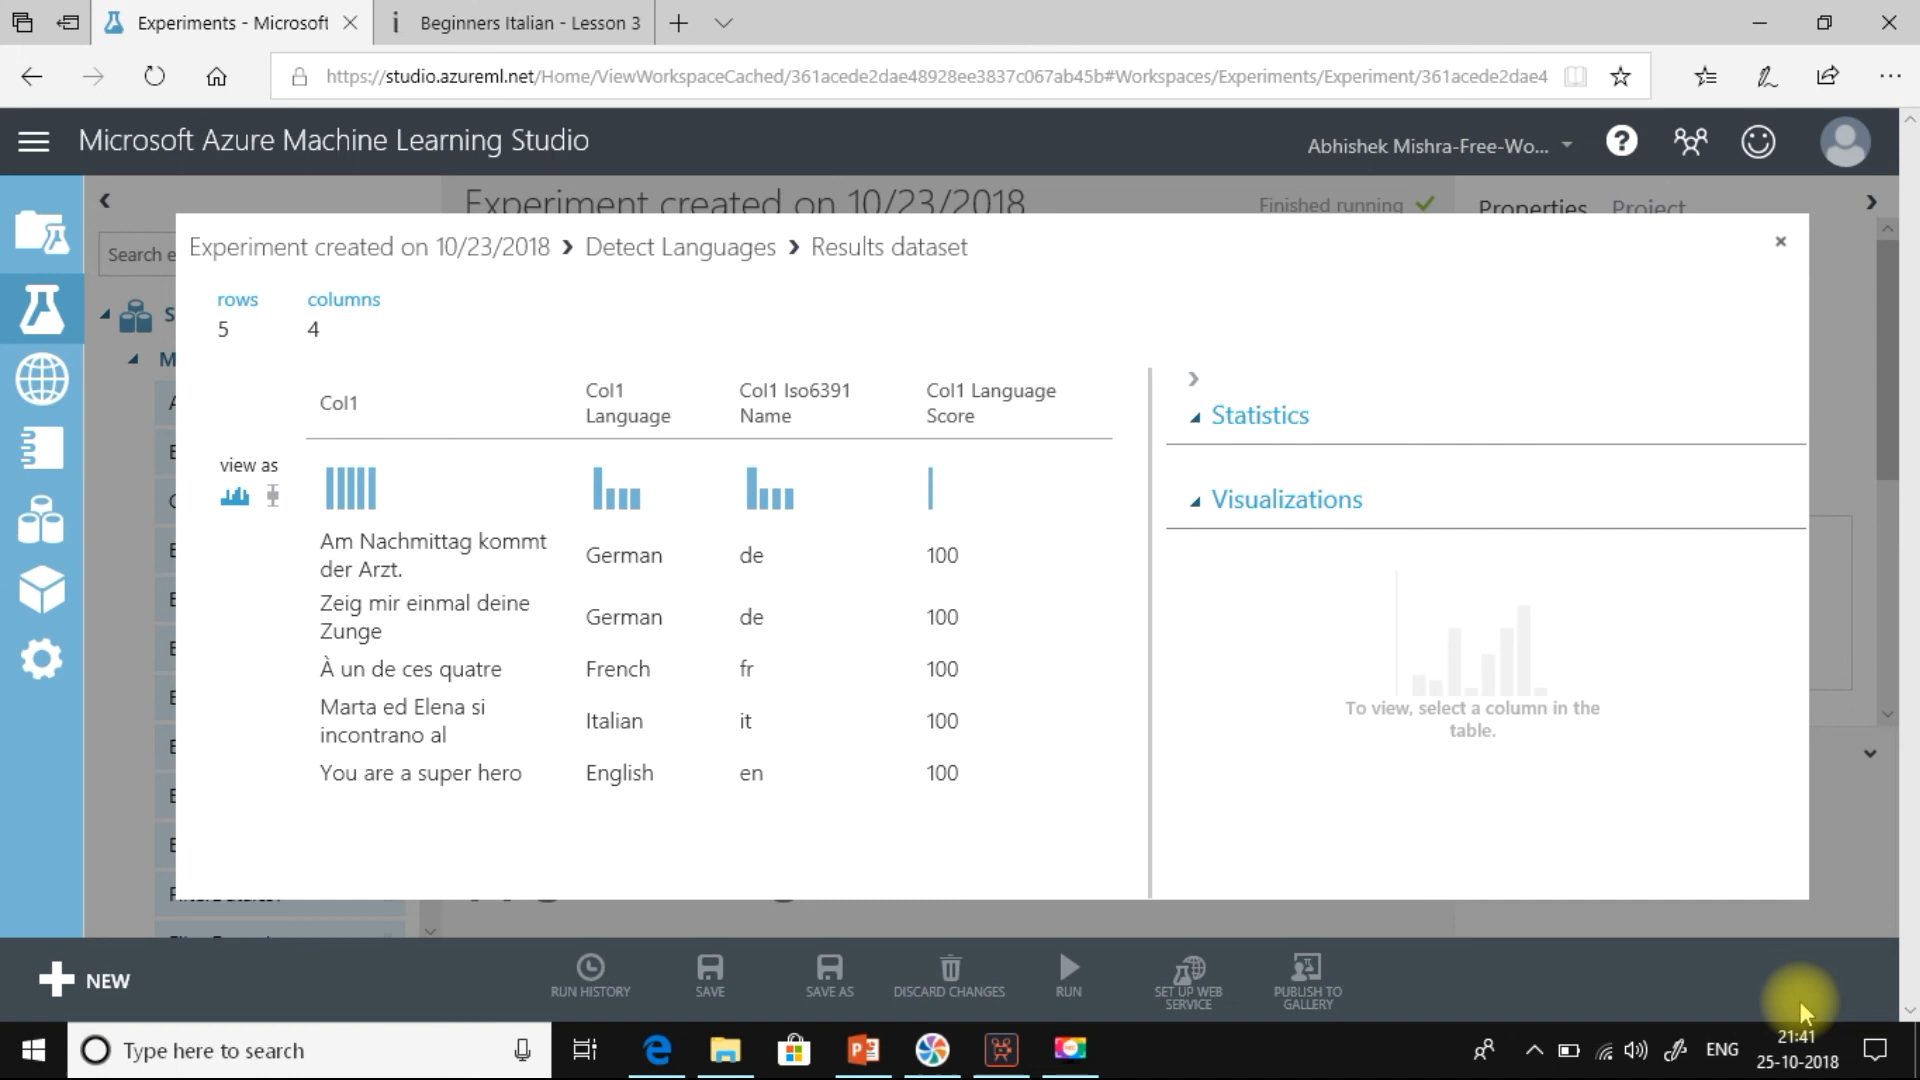 Experiments - Microsoft
Beginners Italian - Lesson 3
https://studio.azureml.net/Home/ViewWorkspaceCached/361acede2dae48928ee3837c067ab45b#Workspaces/Experiments/Experiment/361acede2dae4
Microsoft Azure Machine Learning Studio
Abhishek Mishra-Free-Wo...
Experiment created on 10/23/2018
Finished running
Properties
Project
Search e
Experiment created on 10/23/2018 › Detect Languages › Results dataset
rows
columns
5
4
Col1
Col1 Language
Col1 Iso6391 Name
Col1 Language Score
view as
Am Nachmittag kommt der Arzt.
German
de
100
Zeig mir einmal deine Zunge
German
de
100
À un de ces quatre
French
fr
100
Marta ed Elena si incontrano al
Italian
it
100
You are a super hero
English
en
100
Statistics
Visualizations
To view, select a column in the
table.
NEW
RUN HISTORY
SAVE
SAVE AS
DISCARD CHANGES
RUN
SET UP WEB SERVICE
PUBLISH TO GALLERY
Type here to search
ENG
21:41
25-10-2018